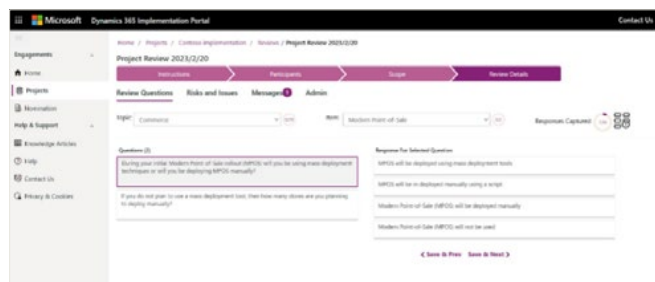 Microsoft Dynamics 365 Implementation Portal
Contact Us
Engagements
Home
Projects
Nomination
Help & Support
Knowledge Articles
Help
Contact Us
Privacy & Cookies
Home / Projects / Contoso Implementation / Reviews / Project Review 2023/2/20
Project Review 2023/2/20
Instructions
Participants
Scope
Review Details
Review Questions
Risks and Issues
Messages
Admin
Topic:
Commerce
Item:
Modern Point-of-Sale
Responses Captured
Questions (2)
During your initial Modern Point-of-Sale rollout (MPOS) will you be using mass deployment
techniques or will you be deploying MPOS manually?
If you do not plan to use a mass deployment tool, then how many stores are you planning
to deploy manually?
Response For Selected Question
MPOS will be deployed using mass deployment tools
MPOS will be in deployed manually using a script
Modern Point-of-Sale (MPOS) will be deployed manually
Modern Point-of-Sale (MPOS) will not be used
Save & Prev
Save & Next